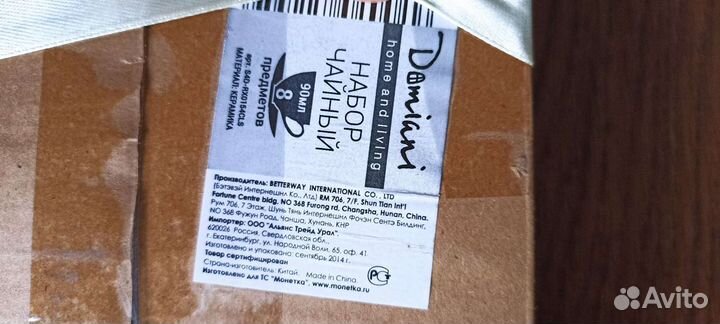 Damiani
home and living
НАБОР
ЧАЙНЫЙ
90МЛ
8
предметов
арт. S4D-RX0154CLS
МАТЕРИАЛ: КЕРАМИКА
Производитель: BETTERWAY INTERNATIONAL CO., LTD
(Бэтэвэй Интернешнл Ко., Лтд) RM 706, 7/F, Shun Tian Int'l
Fortune Centre bldg. NO 368 Furong rd, Changsha, Hunan, China.
Рум 706, 7 Этаж, Шунь Тянь Интернешнл Фочэн Сентэ Билдинг,
NO 368 Фужун Роад, Чанша, Хунань, КНР
Импортер: ООО "Альянс Трейд Урал".
620026 Россия, Свердловская обл.,
г. Екатеринбург, ул. Народной Воли, 65, оф. 41
Изготовлено и упаковано: сентябрь 2014 г.
Товар сертифицирован
Страна-изготовитель: Китай. Made in China.
Изготовлено для ТС "Монетка". www.monetka.ru
Avito